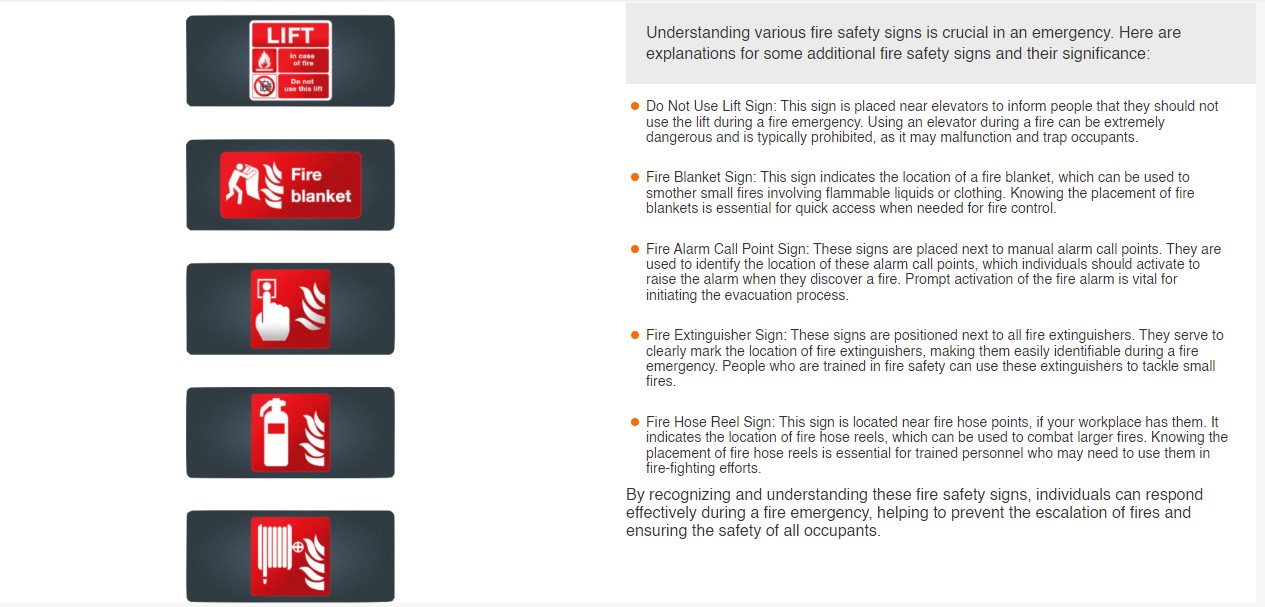 LIFT
In case
of fire
Do not
use this lift
Fire
blanket
Understanding various fire safety signs is crucial in an emergency. Here are
explanations for some additional fire safety signs and their significance:
Do Not Use Lift Sign: This sign is placed near elevators to inform people that they should not
use the lift during a fire emergency. Using an elevator during a fire can be extremely
dangerous and is typically prohibited, as it may malfunction and trap occupants.
Fire Blanket Sign: This sign indicates the location of a fire blanket, which can be used to
smother small fires involving flammable liquids or clothing. Knowing the placement of fire
blankets is essential for quick access when needed for fire control.
Fire Alarm Call Point Sign: These signs are placed next to manual alarm call points. They are
used to identify the location of these alarm call points, which individuals should activate to
raise the alarm when they discover a fire. Prompt activation of the fire alarm is vital for
initiating the evacuation process.
Fire Extinguisher Sign: These signs are positioned next to all fire extinguishers. They serve to
clearly mark the location of fire extinguishers, making them easily identifiable during a fire
emergency. People who are trained in fire safety can use these extinguishers to tackle small
fires.
Fire Hose Reel Sign: This sign is located near fire hose points, if your workplace has them. It
indicates the location of fire hose reels, which can be used to combat larger fires. Knowing the
placement of fire hose reels is essential for trained personnel who may need to use them in
fire-fighting efforts.
By recognizing and understanding these fire safety signs, individuals can respond
effectively during a fire emergency, helping to prevent the escalation of fires and
ensuring the safety of all occupants.